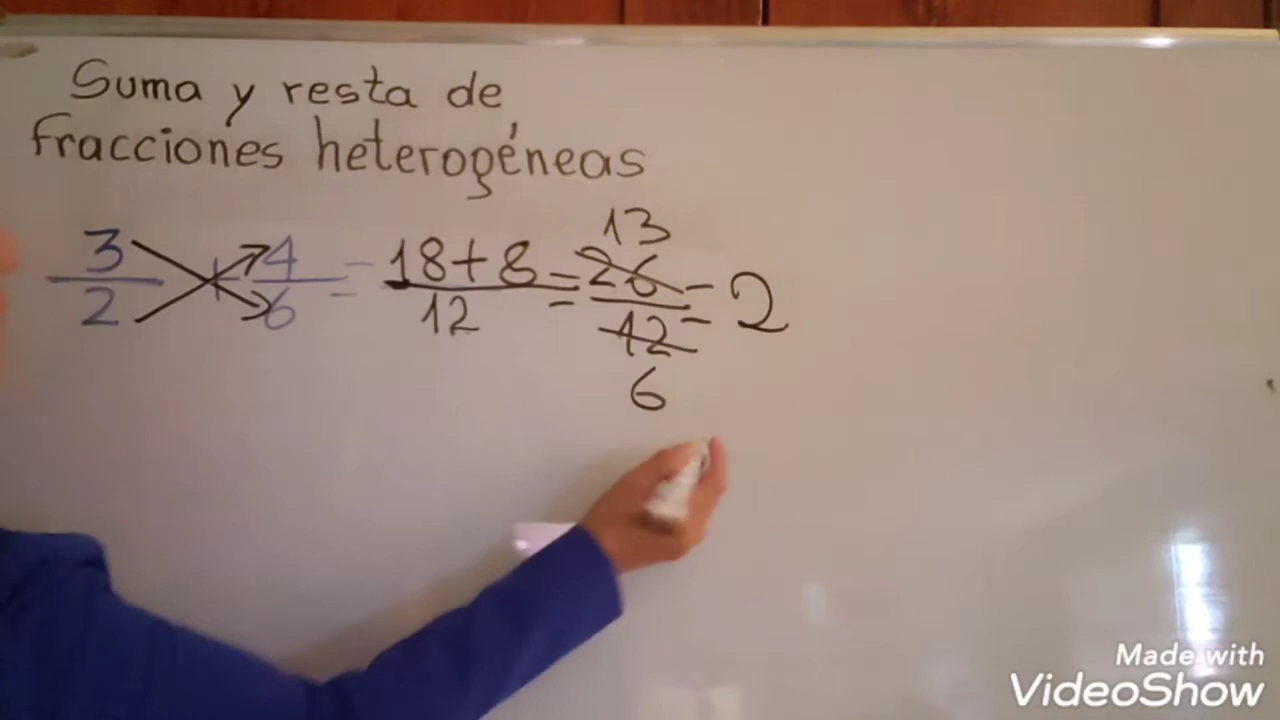 Suma y resta de
fracciones heterogéneas
13
3/2 + 4/6 = 18+8/12 = 26/12 = 2
6
Made with
VideoShow